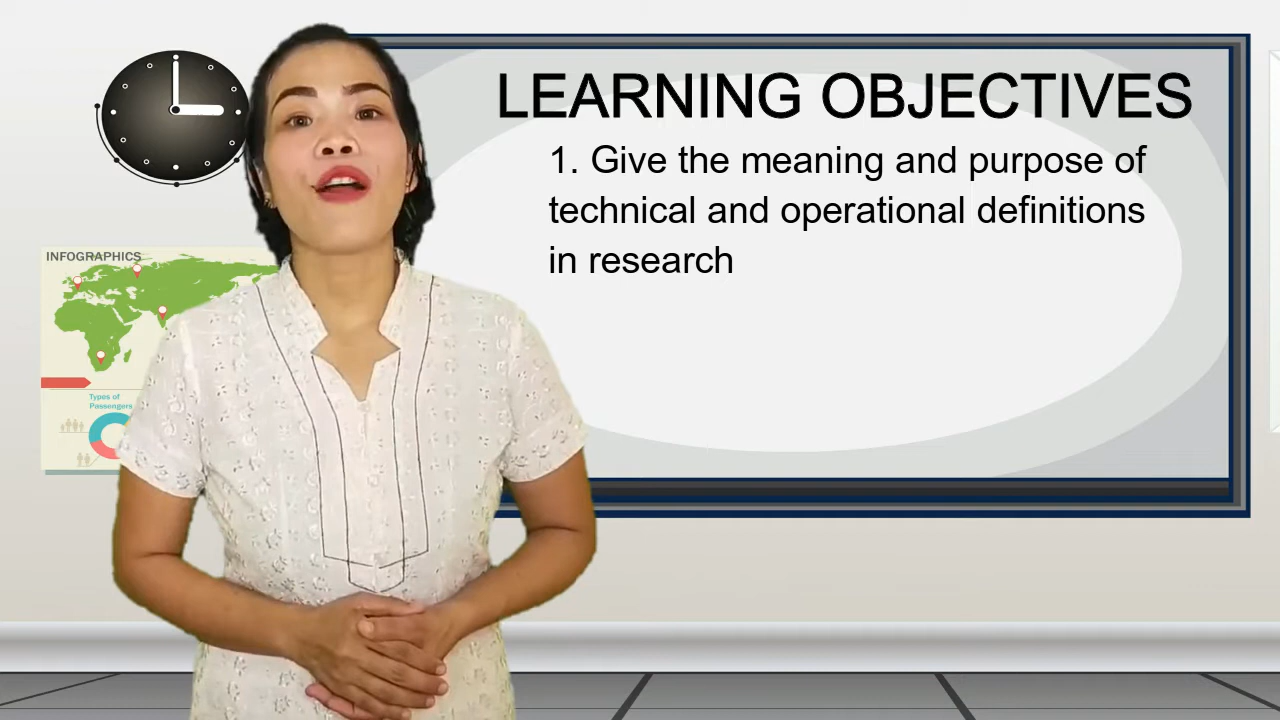 LEARNING OBJECTIVES
1. Give the meaning and purpose of
technical and operational definitions
in research
INFOGRAPHICS
Types of
Passengers